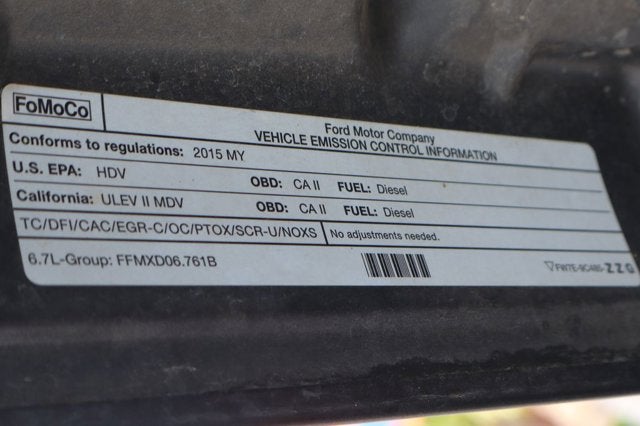 FoMoCo
Ford Motor Company
VEHICLE EMISSION CONTROL INFORMATION
Conforms to regulations: 2015 MY
U.S. EPA: HDV OBD: CA II FUEL: Diesel
California: ULEV II MDV OBD: CA II FUEL: Diesel
TC/DFI/CAC/EGR-C/OC/PTOX/SCR-U/NOXS No adjustments needed.
6.7L-Group: FFMXD06.761B ZZG